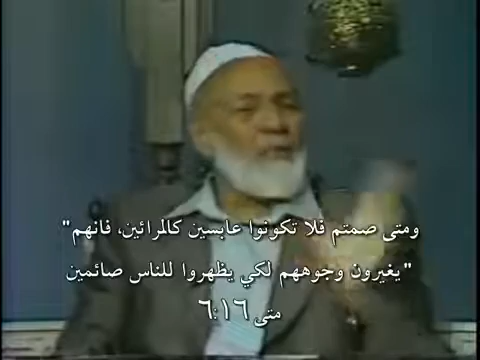 "ومتى صمتم فلا تكونوا عابسين كالمرائين، فانهم
يغيرون وجوههم لكي يظهروا للناس صائمين"
متى ٦:١٦